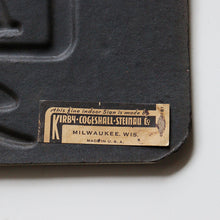 This fine indoor Sign is made by
KIRBY-COGESHALL-STEINAU CO
MILWAUKEE, WIS.
MADE IN U.S.A.